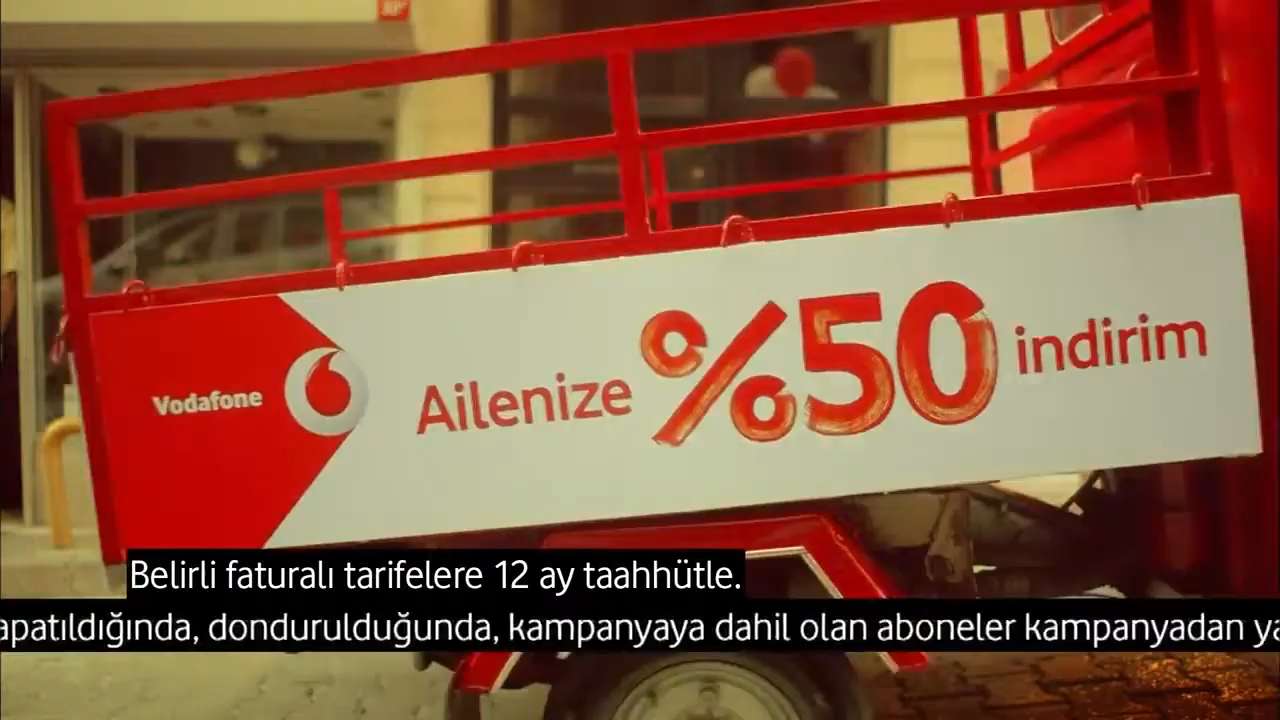 Vodafone
Ailenize %50 indirim
Belirli faturalı tarifelere 12 ay taahhütle.
dondurulduğunda, kampanyaya dahil olan aboneler kampanyadan